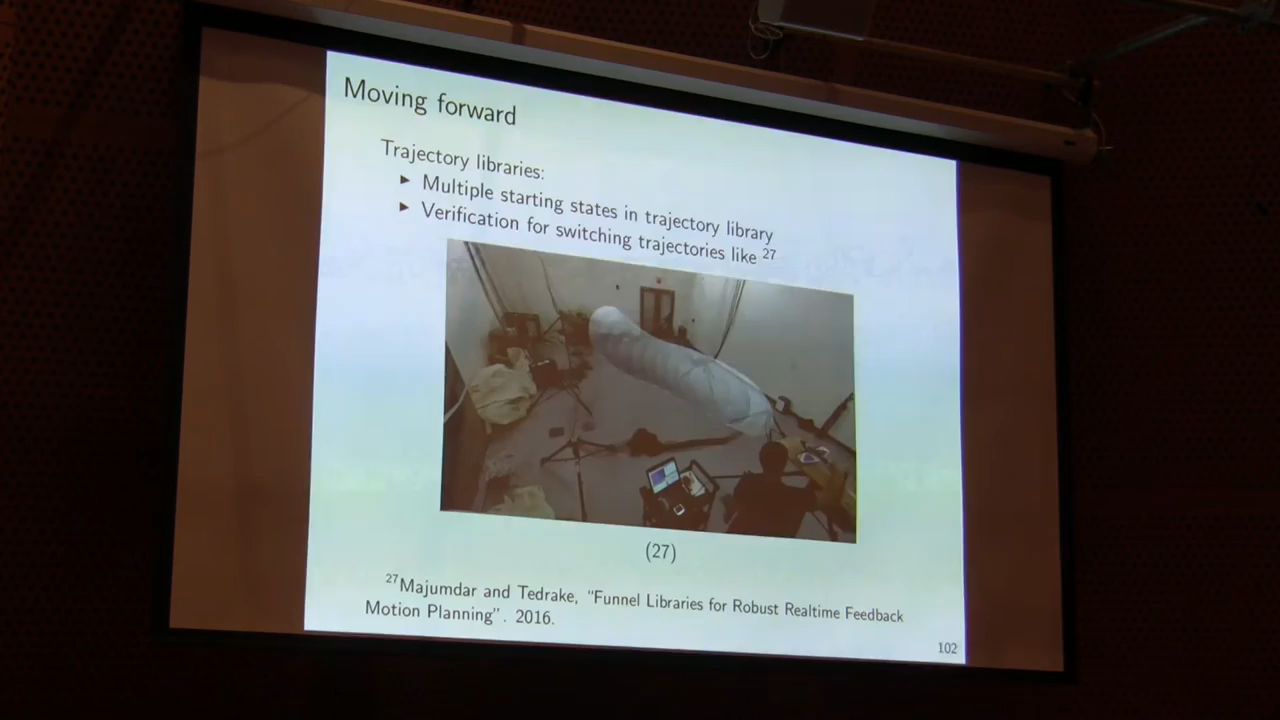 Moving forward
Trajectory libraries:
▶ Multiple starting states in trajectory library
▶ Verification for switching trajectories like 27
(27)
27Majumdar and Tedrake, "Funnel Libraries for Robust Realtime Feedback
Motion Planning". 2016.
102